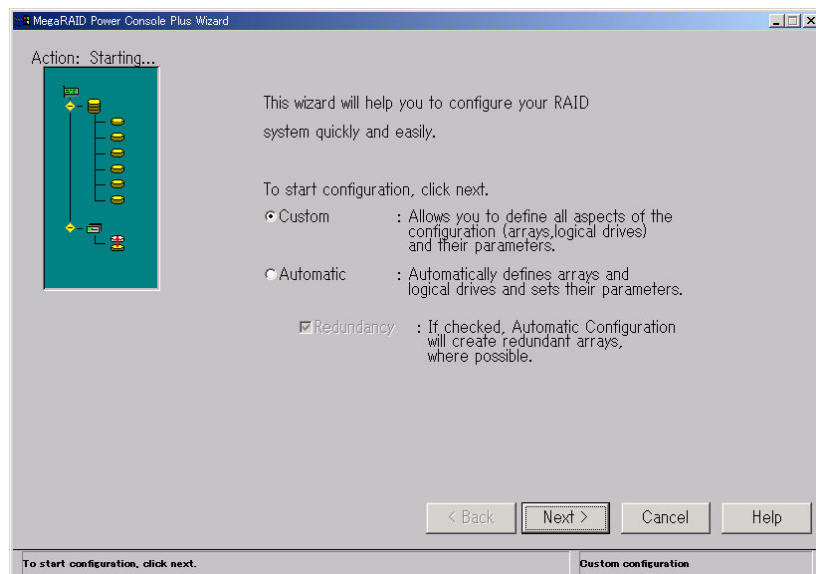 MegaRAID Power Console Plus Wizard
Action: Starting...
This wizard will help you to configure your RAID
system quickly and easily.
To start configuration, click next.
Custom : Allows you to define all aspects of the
configuration (arrays,logical drives)
and their parameters.
Automatic : Automatically defines arrays and
logical drives and sets their parameters.
Redundancy : If checked, Automatic Configuration
will create redundant arrays,
where possible.
< Back Next > Cancel Help
To start configuration, click next. Custom configuration